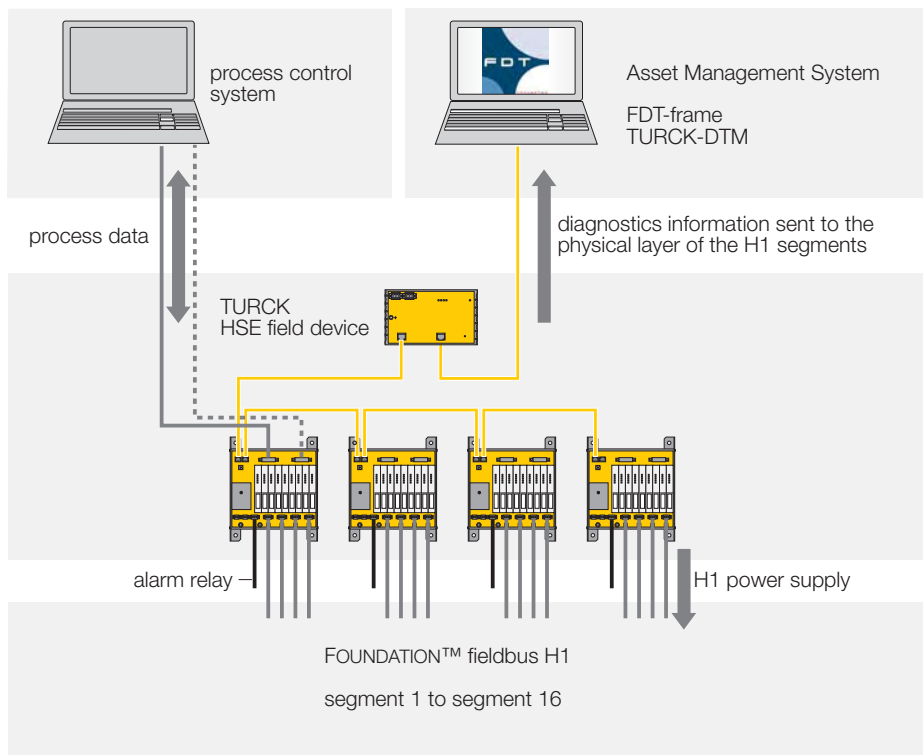 process control
system
FDT
Asset Management System
FDT-frame
TURCK-DTM
process data
diagnostics information sent to the
physical layer of the H1 segments
TURCK
HSE field device
alarm relay
H1 power supply
FOUNDATION™ fieldbus H1
segment 1 to segment 16